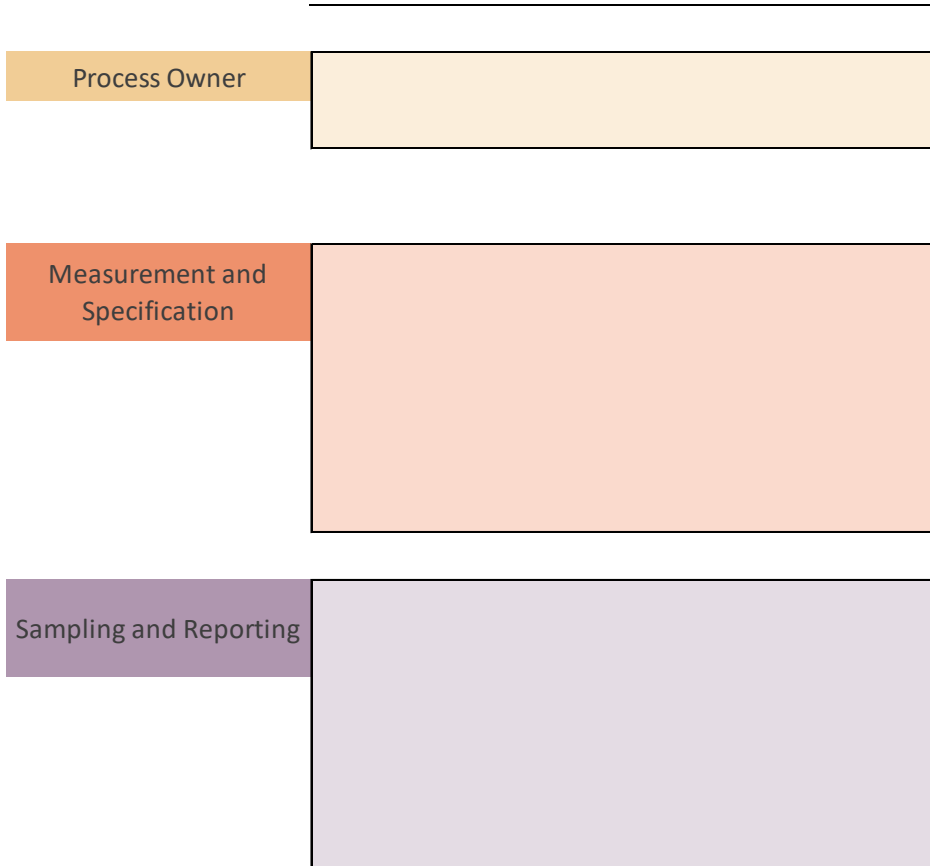 Process Owner
Measurement and
Specification
Sampling and Reporting